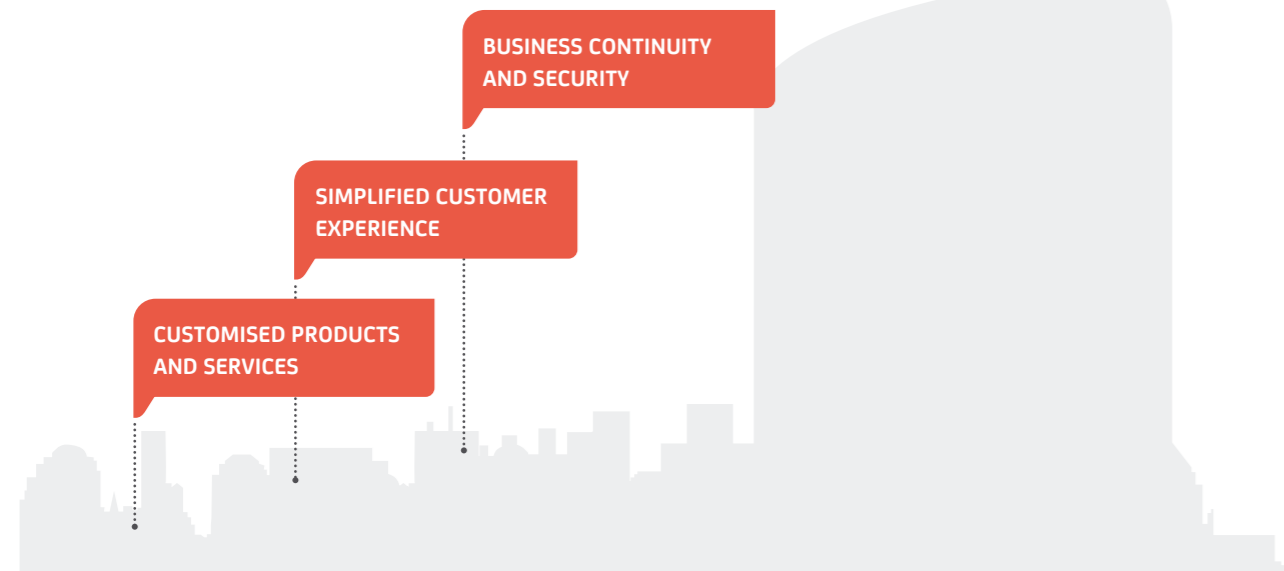 BUSINESS CONTINUITY
AND SECURITY
SIMPLIFIED CUSTOMER
EXPERIENCE
CUSTOMISED PRODUCTS
AND SERVICES